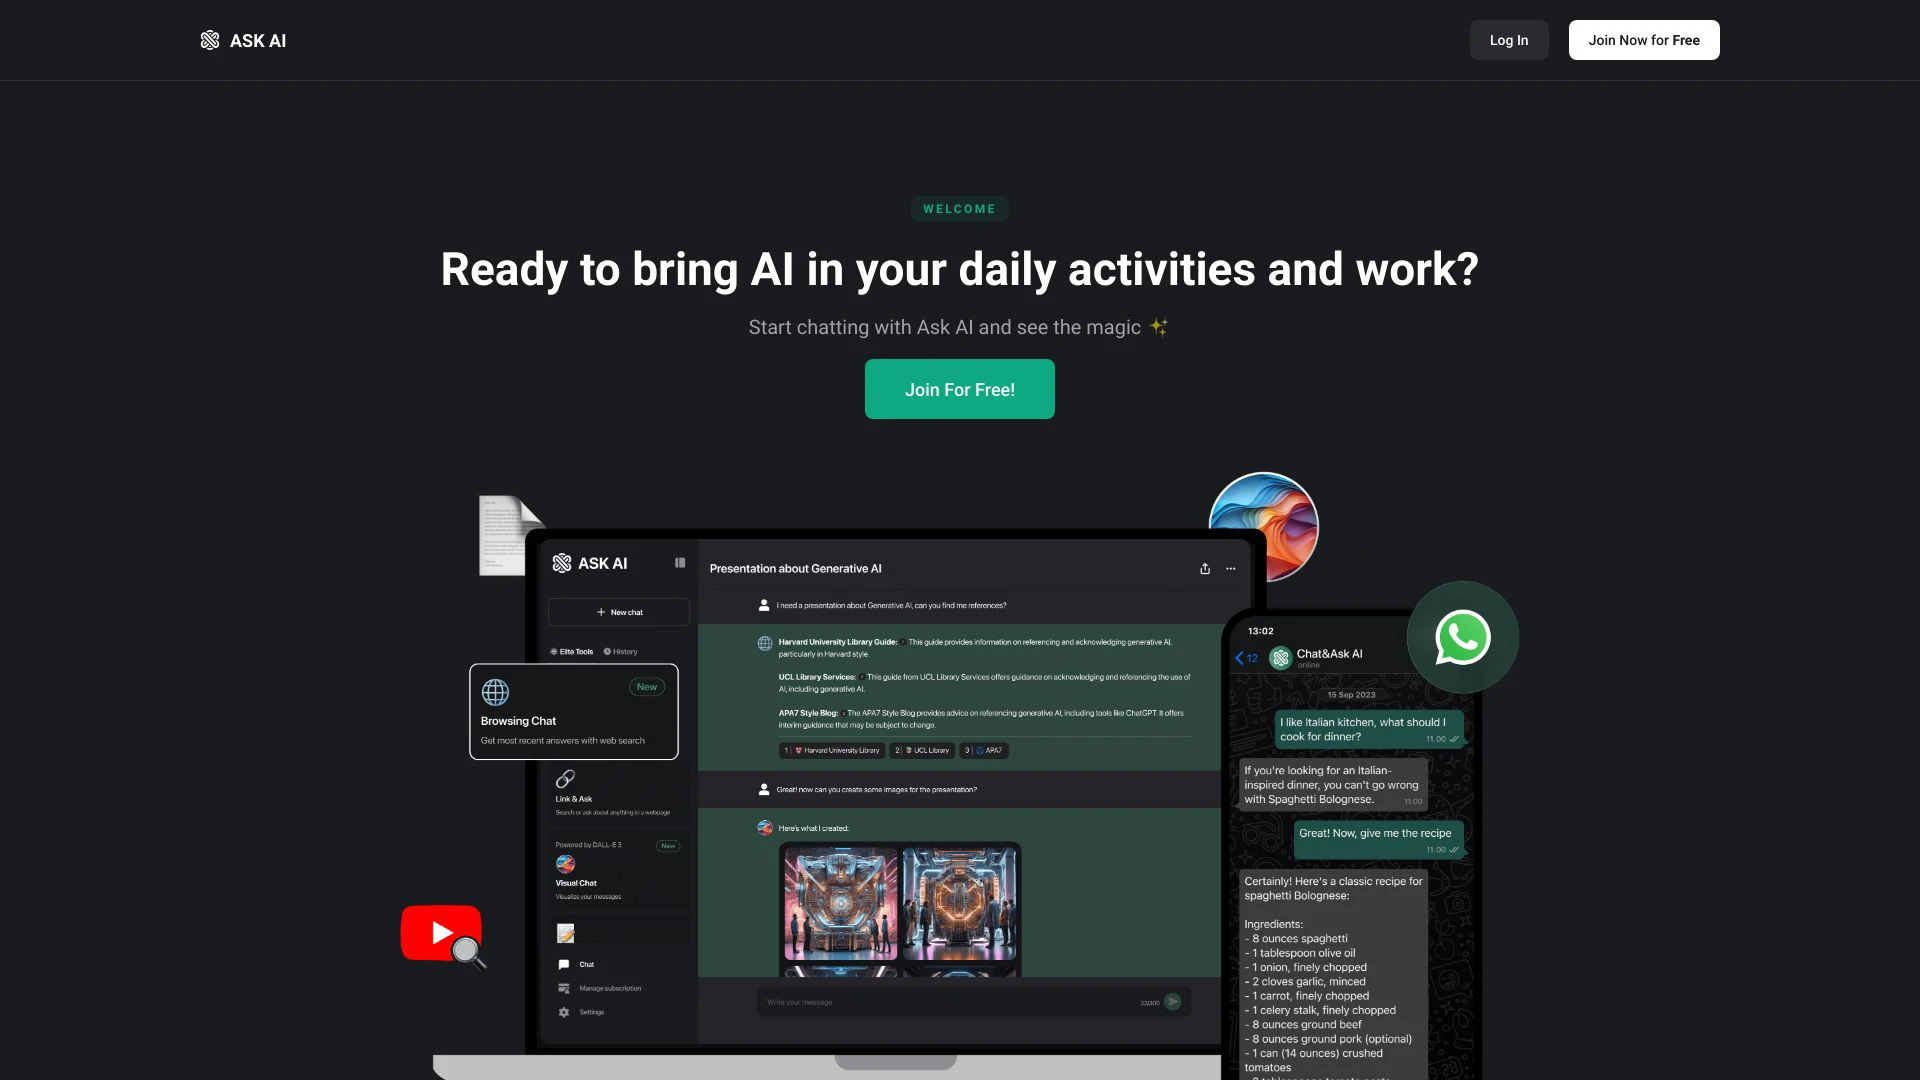 ASK AI
Log In
Join Now for Free
WELCOME
Ready to bring AI in your daily activities and work?
Start chatting with Ask AI and see the magic ✨
Join For Free!
ASK AI
New chat
Elite Tools
History
New
Browsing Chat
Get most recent answers with web search
Link & Ask
Search or ask about anything in a webpage
Powered by DALL-E 3
New
Visual Chat
Visualize your messages
Chat
Manage subscription
Settings
Presentation about Generative AI
I need a presentation about Generative AI, can you find me references?
Harvard University Library Guide: This guide provides information on referencing and acknowledging generative AI,
particularly in Harvard style.
UCL Library Services: This guide from UCL Library Services offers guidance on acknowledging and referencing the use of
AI, including generative AI.
APA7 Style Blog: The APA7 Style Blog provides advice on referencing generative AI, including tools like ChatGPT. It offers
interim guidance that may be subject to change.
1 Harvard University Library
2 UCL Library
3 APA7
Great! now can you create some images for the presentation?
Here's what I created:
Write your message
13:02
12
Chat&Ask AI
online
15 Sep 2023
I like Italian kitchen, what should I
cook for dinner?
11.00
If you're looking for an Italian-
inspired dinner, you can't go wrong
with Spaghetti Bolognese.
11:00
Great! Now, give me the recipe
11.00
Certainly! Here's a classic recipe for
spaghetti Bolognese:
Ingredients:
- 8 ounces spaghetti
- 1 tablespoon olive oil
- 1 onion, finely chopped
- 2 cloves garlic, minced
- 1 carrot, finely chopped
- 1 celery stalk, finely chopped
- 8 ounces ground beef
- 8 ounces ground pork (optional)
- 1 can (14 ounces) crushed
tomatoes